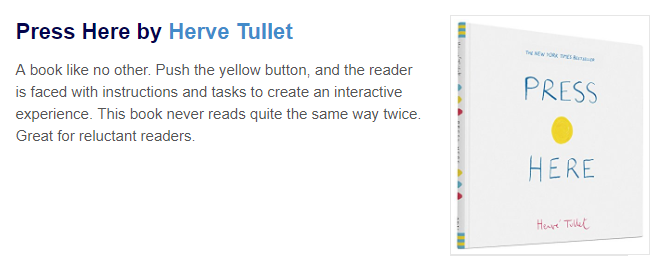 Press Here by Herve Tullet
A book like no other. Push the yellow button, and the reader
is faced with instructions and tasks to create an interactive
experience. This book never reads quite the same way twice.
Great for reluctant readers.
THE NEW YORK TIMES BESTSELLER
PRESS
HERE
Hervé Tullet